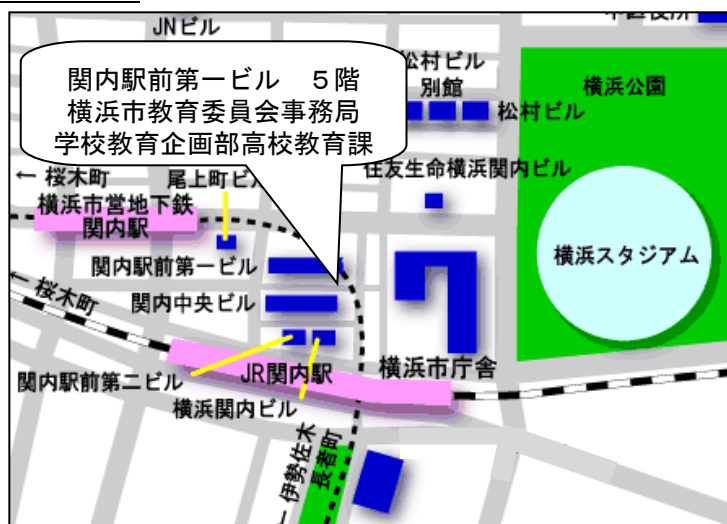 JNビル
関内駅前第一ビル　５階
横浜市教育委員会事務局
学校教育企画部高校教育課
松村ビル
別館
松村ビル
横浜公園
← 桜木町
尾上町ビル
住友生命横浜関内ビル
横浜市営地下鉄
関内駅
関内駅前第一ビル
横浜スタジアム
← 桜木町
関内中央ビル
関内駅前第二ビル
JR関内駅
横浜市庁舎
横浜関内ビル
← 伊勢佐木
長者町